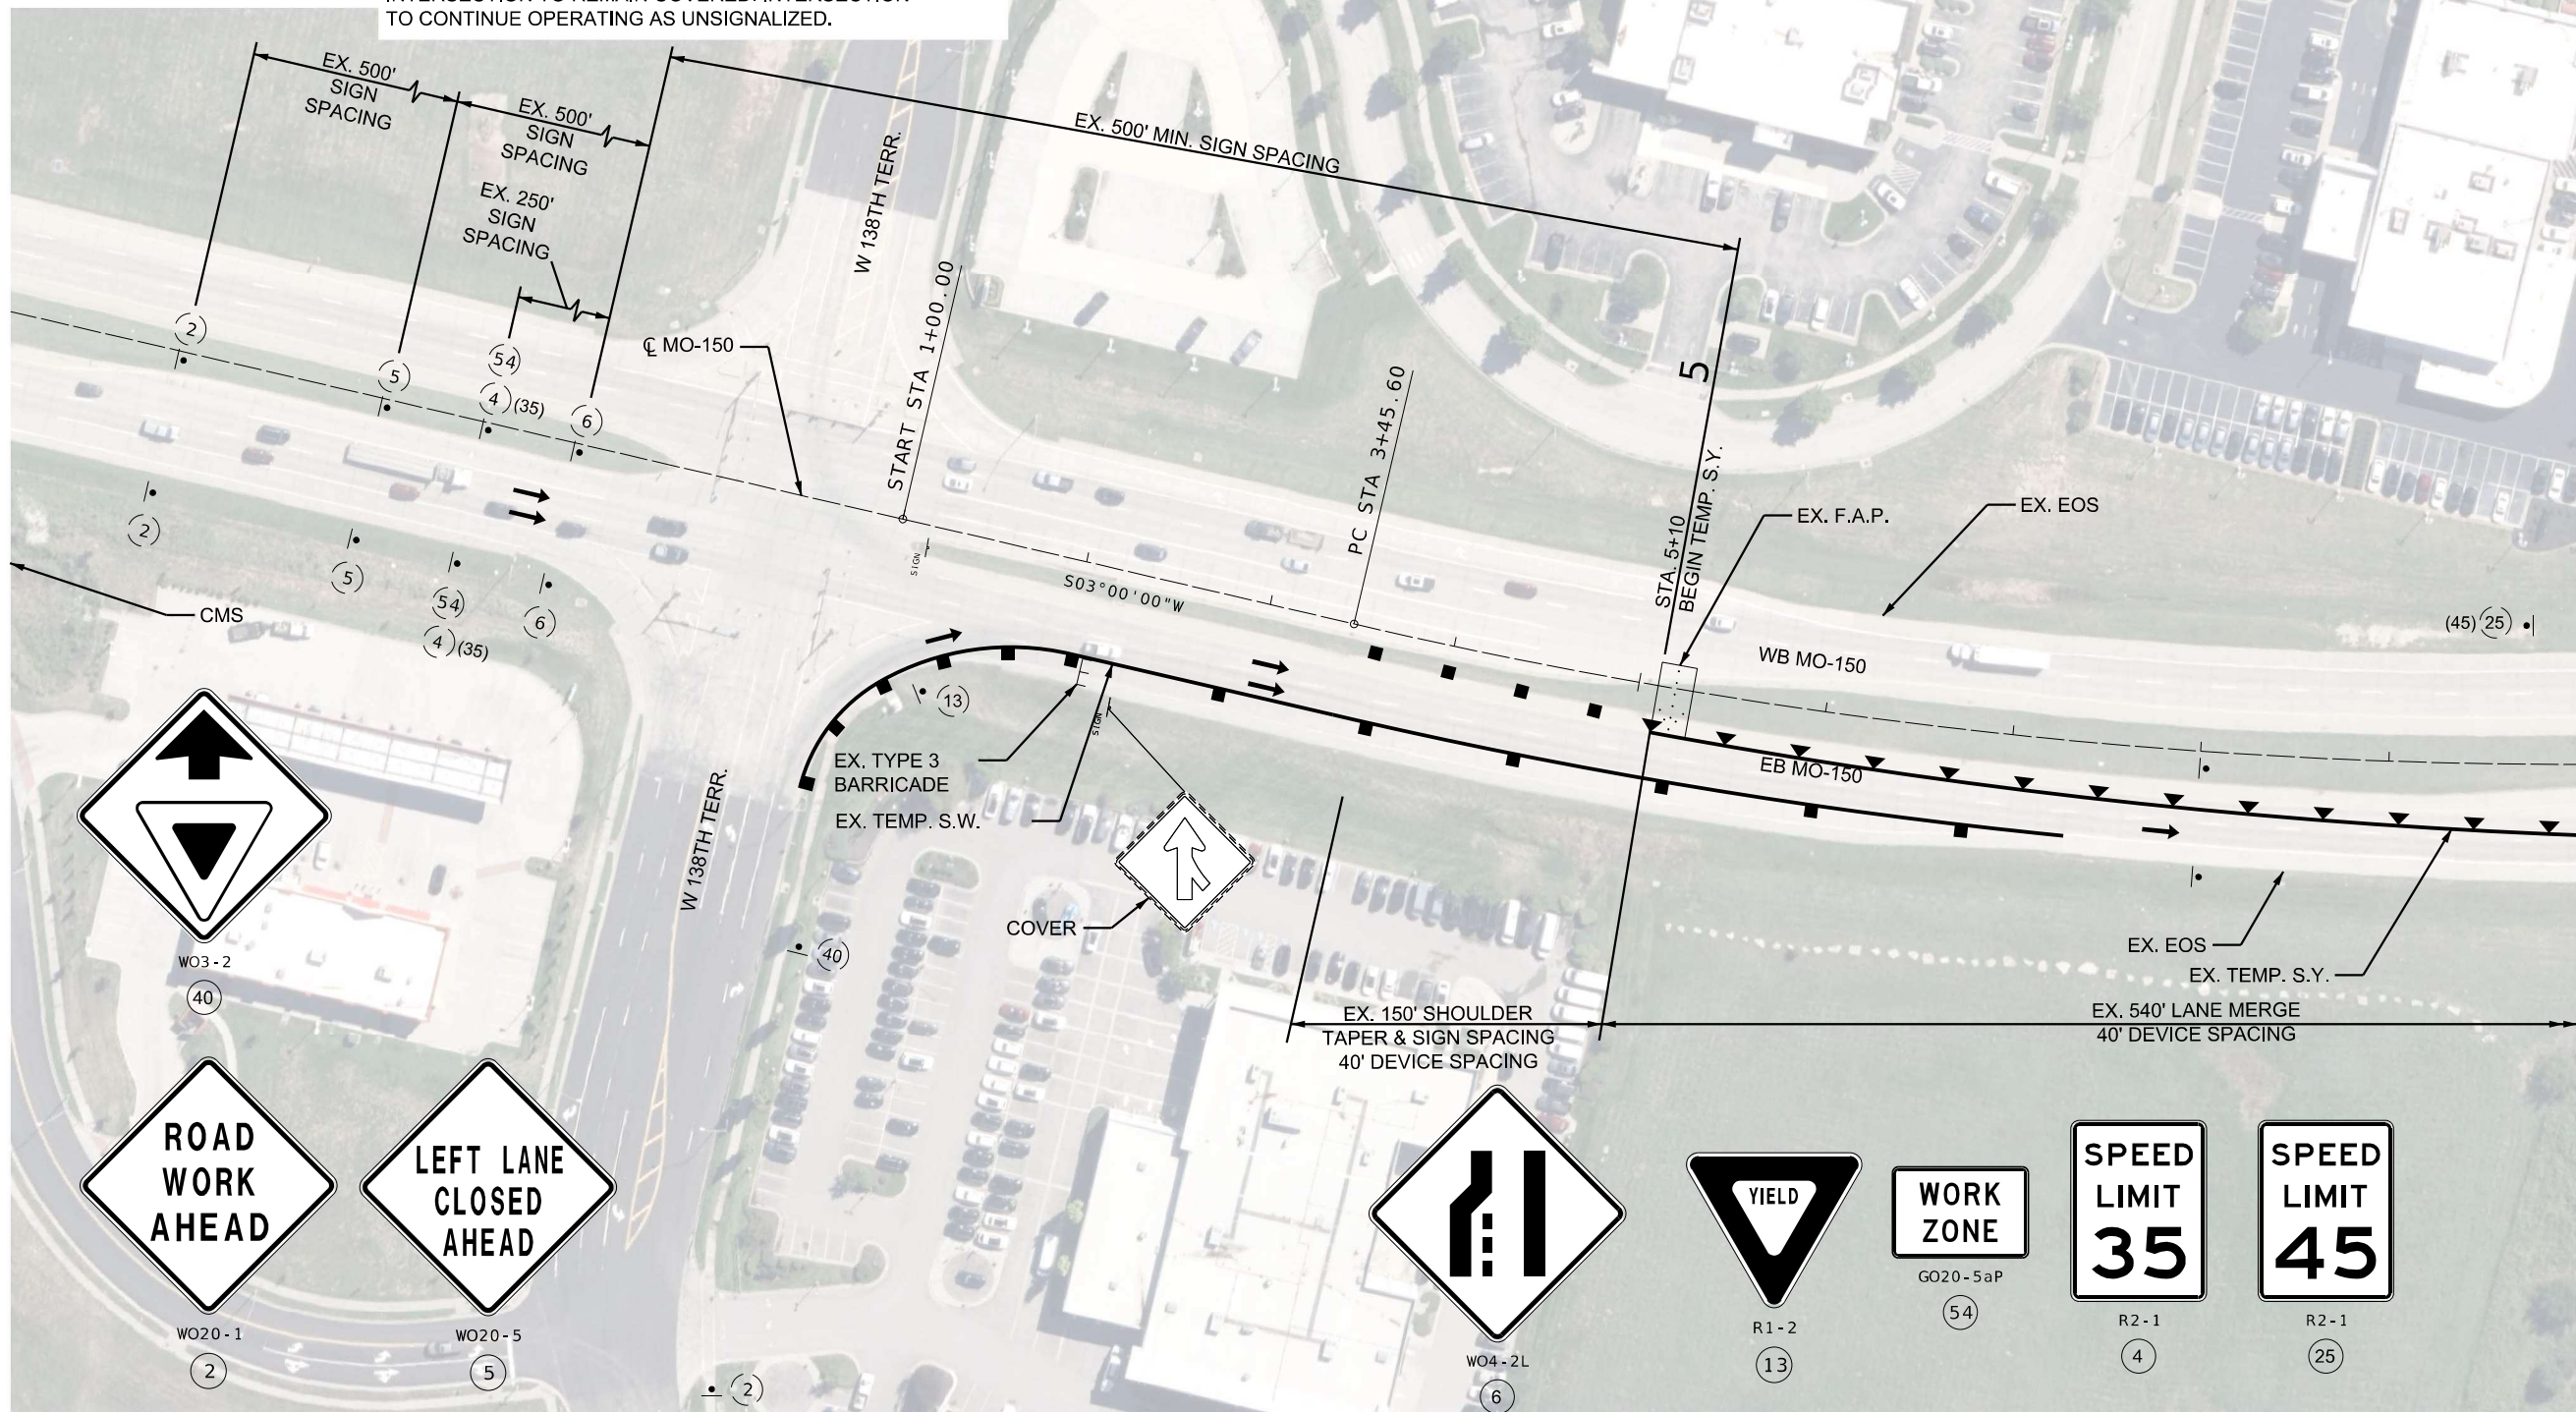 TO CONTINUE OPERATING AS UNSIGNALIZED.
EX. 500'
SIGN
SPACING
EX. 500'
SIGN
SPACING
EX. 250'
SIGN
SPACING
EX. 500' MIN. SIGN SPACING
W 138TH TERR.
℄ MO-150
START STA 1+00.00
PC STA 3+45.60
5
STA. 5+10
BEGIN TEMP. S.Y.
EX. F.A.P.
EX. EOS
2
5
54
4 (35)
6
2
5
54
4 (35)
6
CMS
SIGN
S03°00'00"W
WB MO-150
(45) 25
13
SIGN
EX. TYPE 3
BARRICADE
EX. TEMP. S.W.
EB MO-150
W 138TH TERR.
COVER
40
EX. EOS
EX. TEMP. S.Y.
EX. 150' SHOULDER
TAPER & SIGN SPACING
40' DEVICE SPACING
EX. 540' LANE MERGE
40' DEVICE SPACING
WO3-2
40
ROAD
WORK
AHEAD
WO20-1
2
LEFT LANE
CLOSED
AHEAD
WO20-5
5
2
WO4-2L
6
YIELD
R1-2
13
WORK
ZONE
GO20-5aP
54
SPEED
LIMIT
35
R2-1
4
SPEED
LIMIT
45
R2-1
25